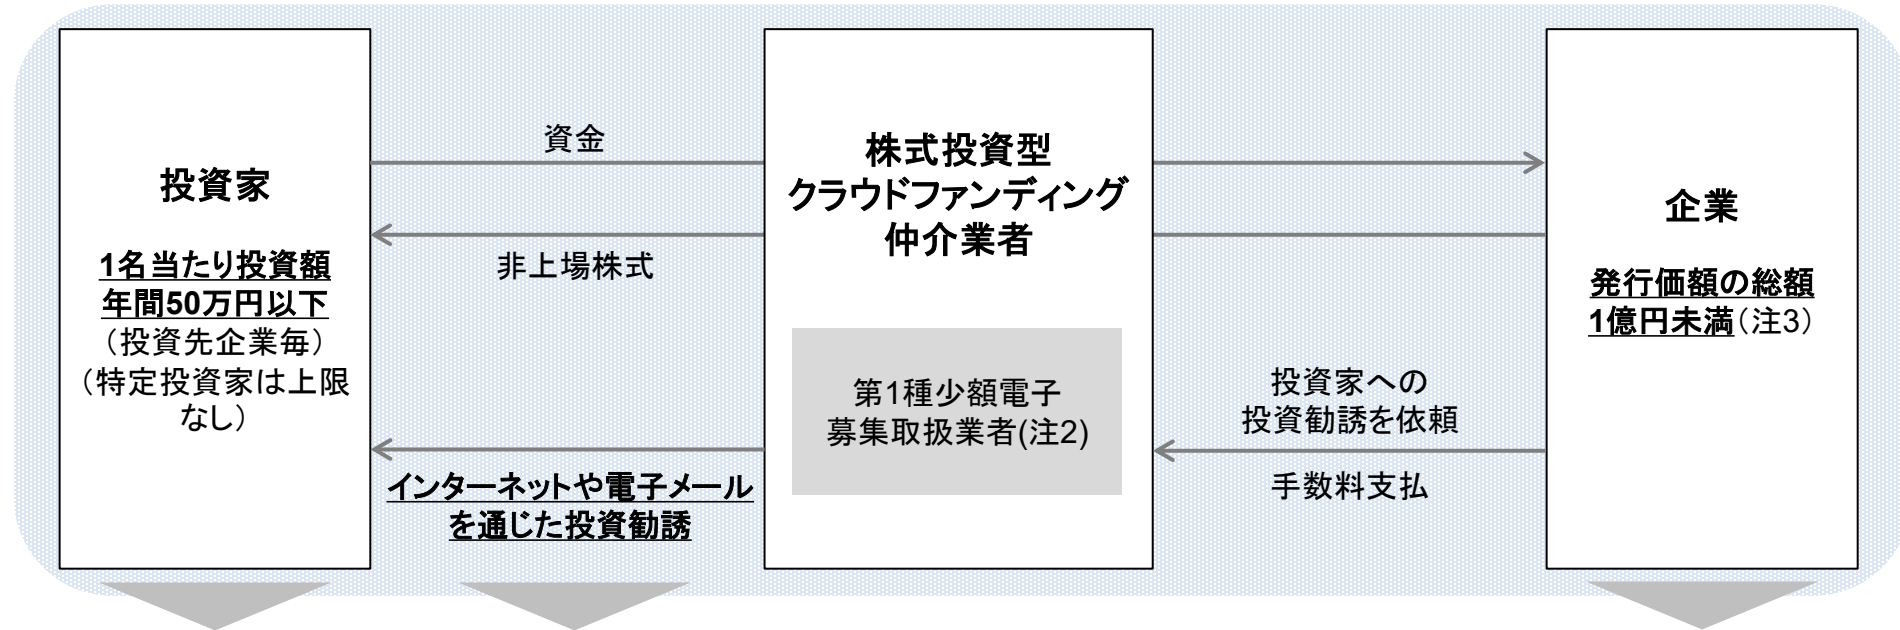 投資家
1名当たり投資額
年間50万円以下
（投資先企業毎）
（特定投資家は上限
なし）
資金
非上場株式
インターネットや電子メール
を通じた投資勧誘
株式投資型
クラウドファンディング
仲介業者
第1種少額電子
募集取扱業者(注2)
投資家への
投資勧誘を依頼
手数料支払
企業
発行価額の総額
1億円未満（注3）